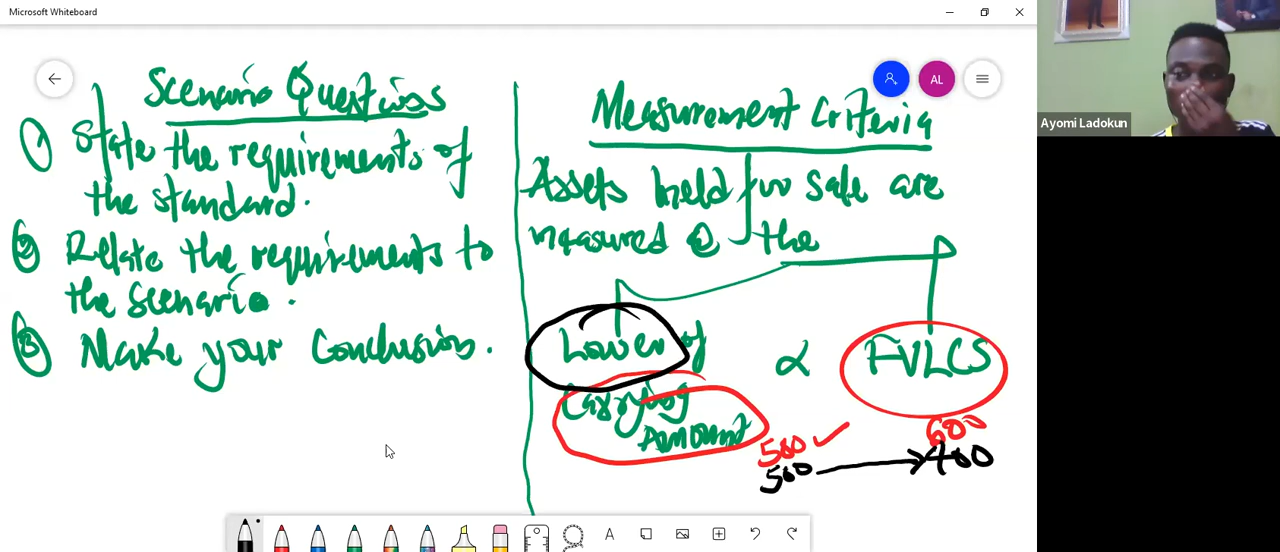 Microsoft Whiteboard
Scenario Questions
① State the requirements of
the standard.
② Relate the requirements to
the scenario.
③ Make your Conclusion.
Measurement Criteria
Assets held for sale are
measured @ the
Lower of
Carrying
Amount
& FVLCS
500 ✓ 600
500 → 400
AL
Ayomi Ladokun
A